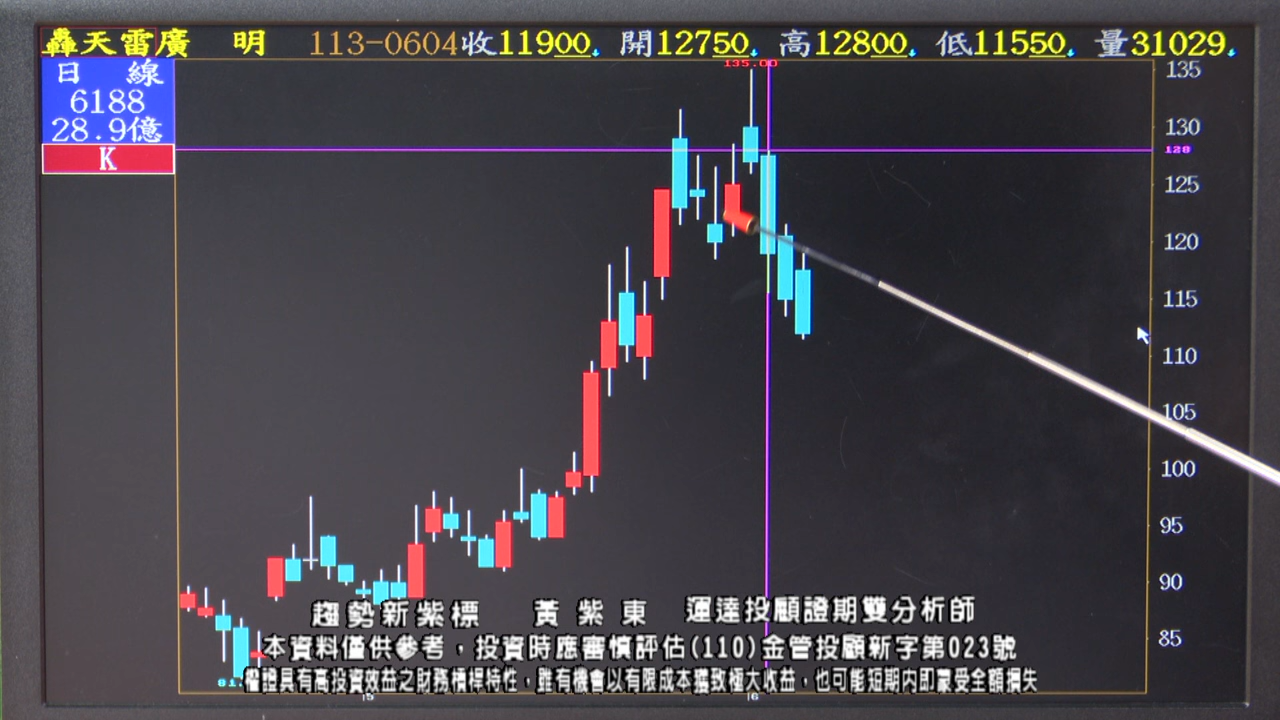 轟天雷廣 明 113-0604收11900 開12750 高12800 低11550 量31029
日 線
6188
28.9億
K
135.00
135
130
128
125
120
115
110
105
100
95
90
85
趨勢新紫標 黃紫東 運達投顧證期雙分析師
本資料僅供參考，投資時應審慎評估(110)金管投顧新字第023號
權證具有高投資效益之財務槓桿特性，雖有機會以有限成本獲致極大收益，也可能短期內即蒙受全額損失
5
6